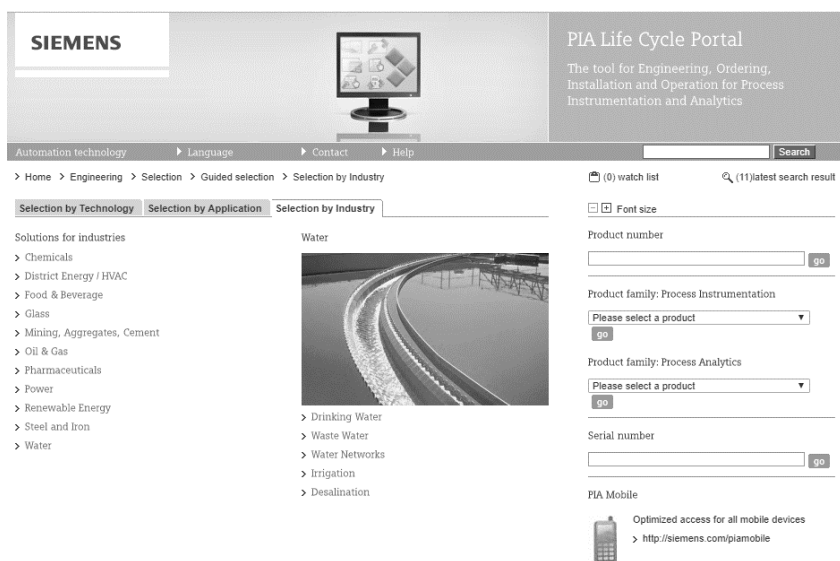 SIEMENS
PIA Life Cycle Portal
The tool for Engineering, Ordering,
Installation and Operation for Process
Instrumentation and Analytics
Automation technology Language Contact Help Search
> Home > Engineering > Selection > Guided selection > Selection by Industry
(0) watch list (11)latest search result
Selection by Technology Selection by Application Selection by Industry
Solutions for industries
> Chemicals
> District Energy / HVAC
> Food & Beverage
> Glass
> Mining, Aggregates, Cement
> Oil & Gas
> Pharmaceuticals
> Power
> Renewable Energy
> Steel and Iron
> Water
Water
> Drinking Water
> Waste Water
> Water Networks
> Irrigation
> Desalination
Font size
Product number
go
Product family: Process Instrumentation
Please select a product
go
Product family: Process Analytics
Please select a product
go
Serial number
go
PIA Mobile
Optimized access for all mobile devices
> http://siemens.com/piamobile